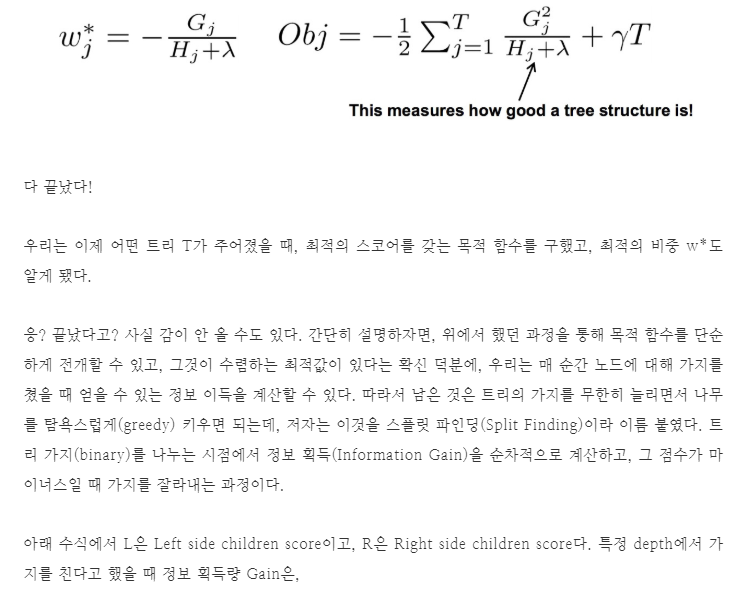 w*j = − Gj / Hj+λ    Obj = −1/2 ∑Tj=1 G2j / Hj+λ + γT
This measures how good a tree structure is!
다 끝났다!
우리는 이제 어떤 트리 T가 주어졌을 때, 최적의 스코어를 갖는 목적 함수를 구했고, 최적의 비중 w*도
알게 됐다.
응? 끝났다고? 사실 감이 안 올 수도 있다. 간단히 설명하자면, 위에서 했던 과정을 통해 목적 함수를 단순
하게 전개할 수 있고, 그것이 수렴하는 최적값이 있다는 확신 덕분에, 우리는 매 순간 노드에 대해 가지를
쳤을 때 얻을 수 있는 정보 이득을 계산할 수 있다. 따라서 남은 것은 트리의 가지를 무한히 늘리면서 나무
를 탐욕스럽게(greedy) 키우면 되는데, 저자는 이것을 스플릿 파인딩(Split Finding)이라 이름 붙였다. 트
리 가지(binary)를 나누는 시점에서 정보 획득(Information Gain)을 순차적으로 계산하고, 그 점수가 마
이너스일 때 가지를 잘라내는 과정이다.
아래 수식에서 L은 Left side children score이고, R은 Right side children score다. 특정 depth에서 가
지를 친다고 했을 때 정보 획득량 Gain은,